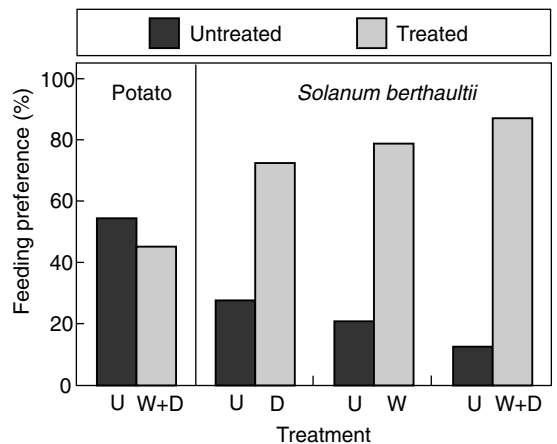 Untreated Treated
Potato Solanum berthaultii
Feeding preference (%)
100
80
60
40
20
0
U W+D U D U W U W+D
Treatment